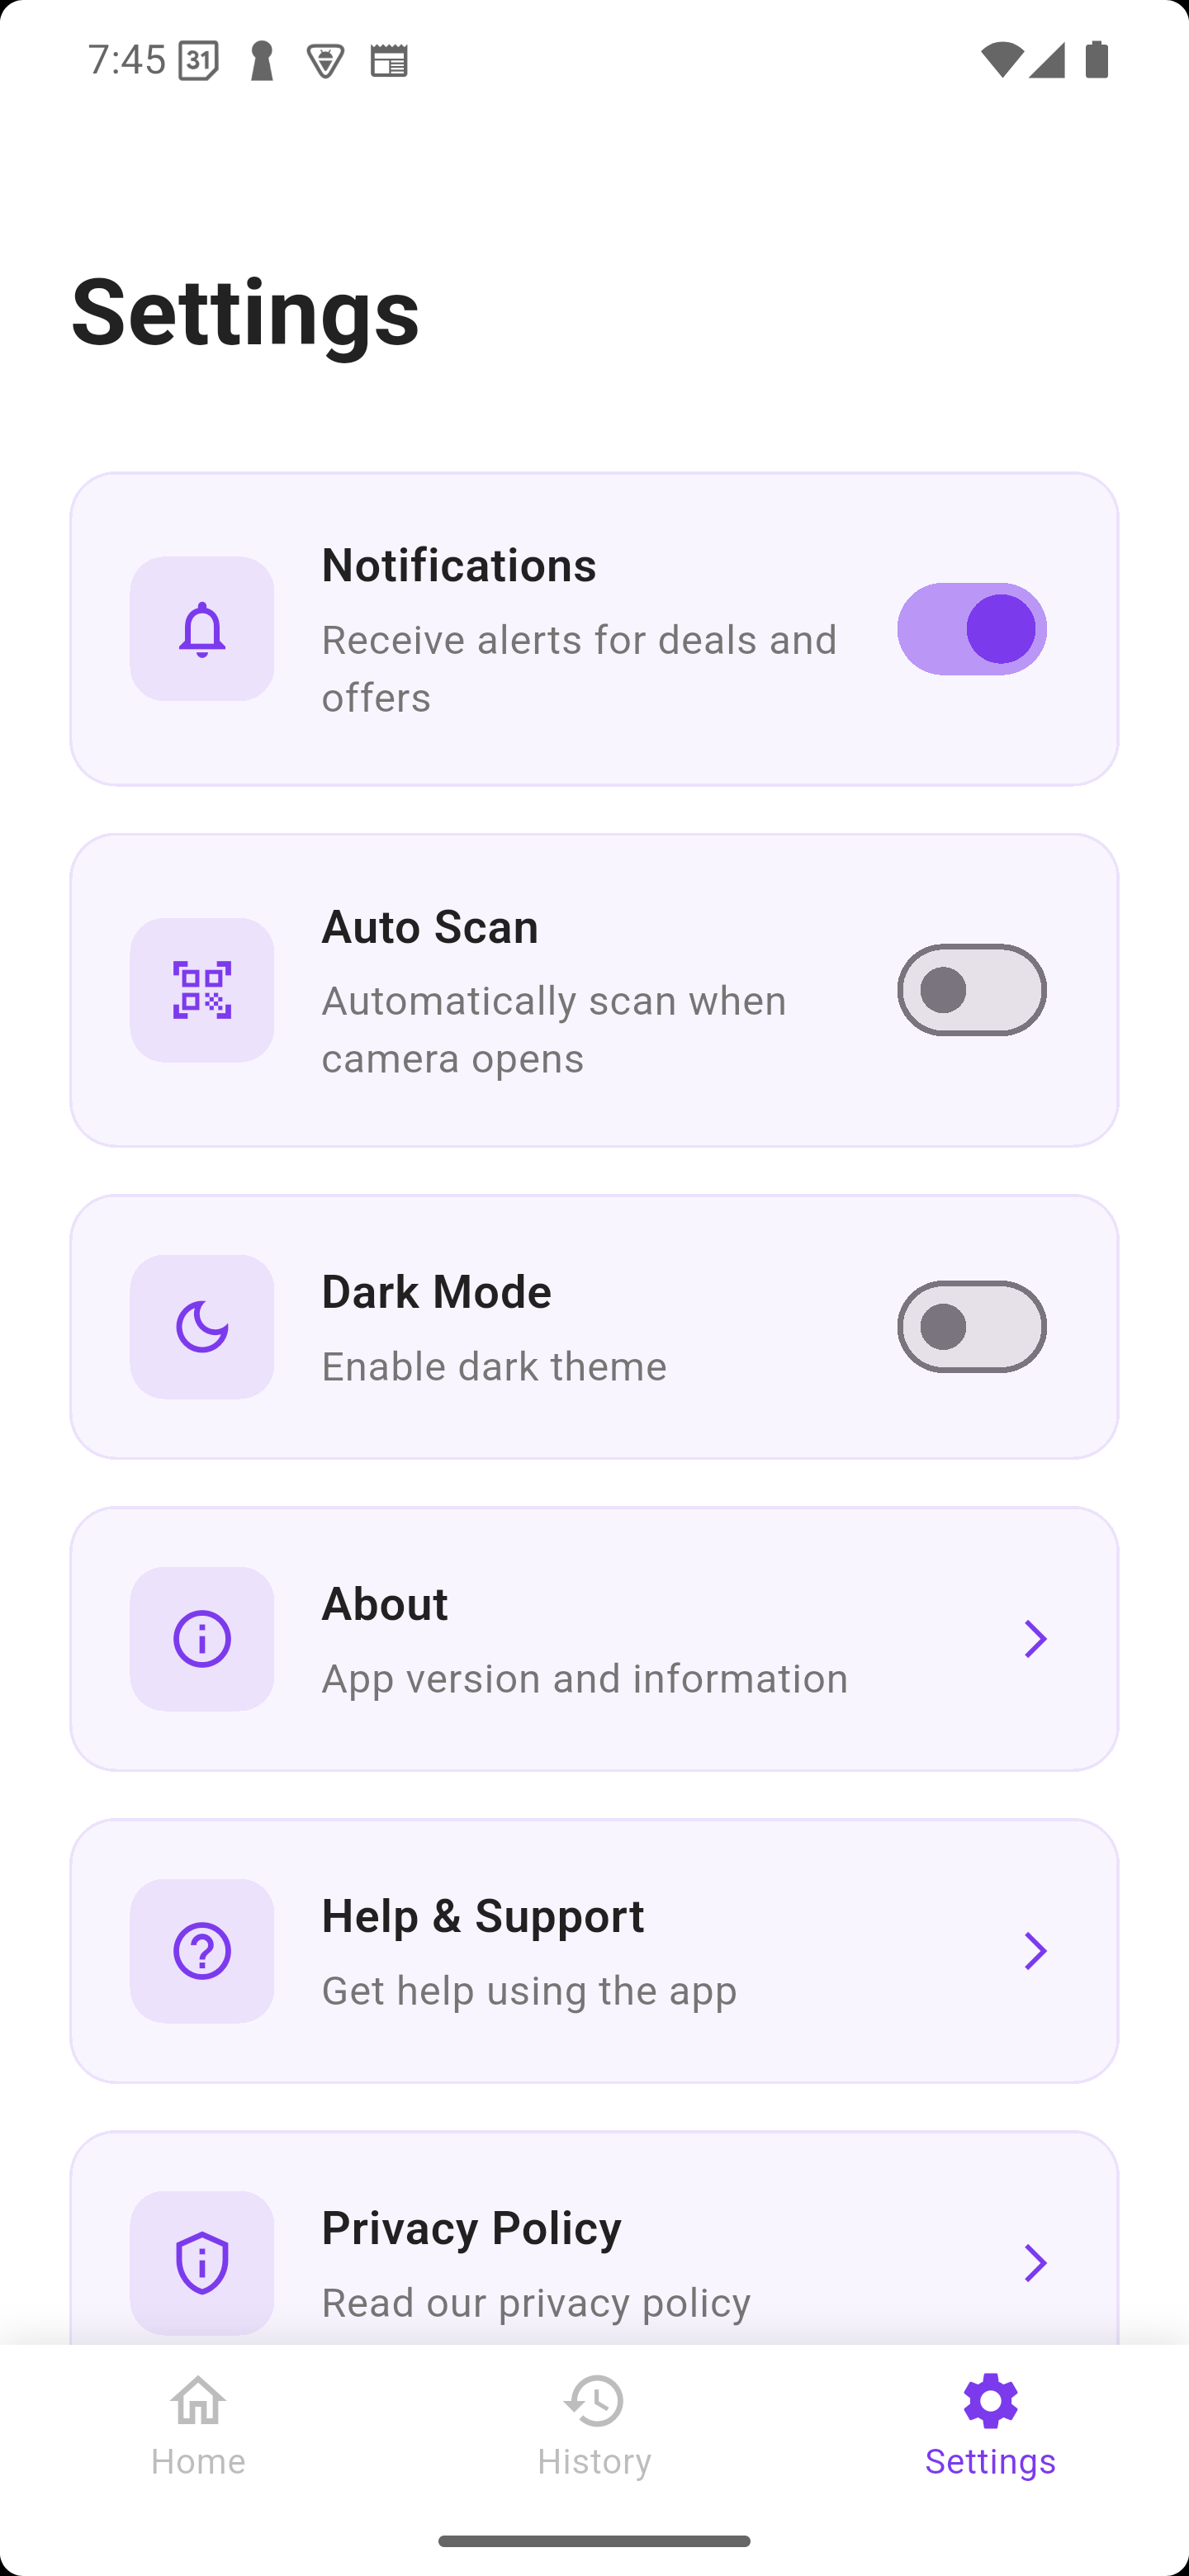 7:45 31
Settings
Notifications
Receive alerts for deals and
offers
Auto Scan
Automatically scan when
camera opens
Dark Mode
Enable dark theme
About
App version and information
Help & Support
Get help using the app
Privacy Policy
Read our privacy policy
Home History Settings